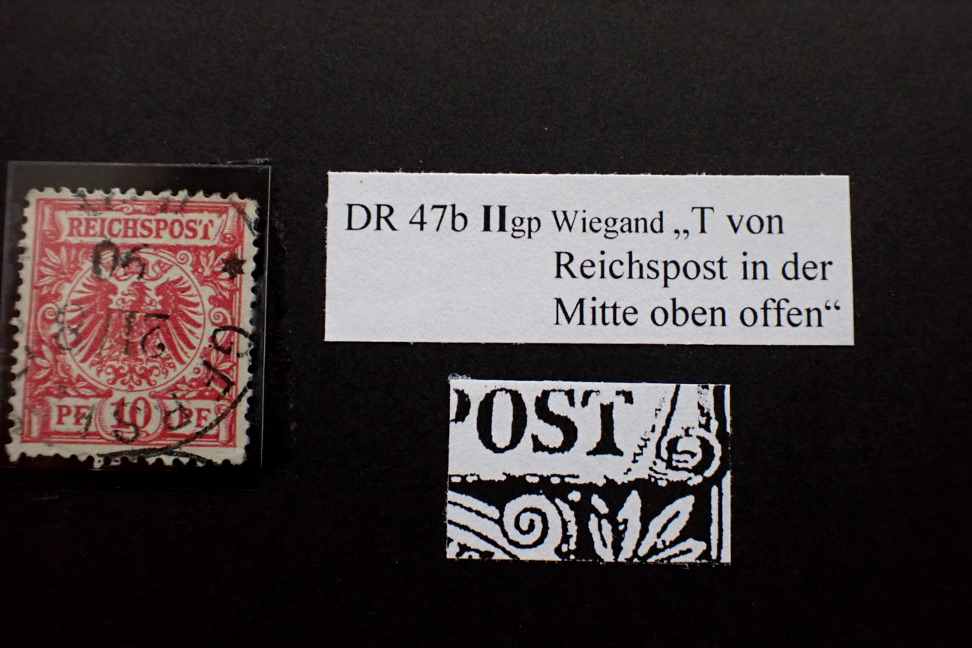 REICHSPOST
PF 10 PF
DR 47b IIgp Wiegand „T von
Reichspost in der
Mitte oben offen“
POST